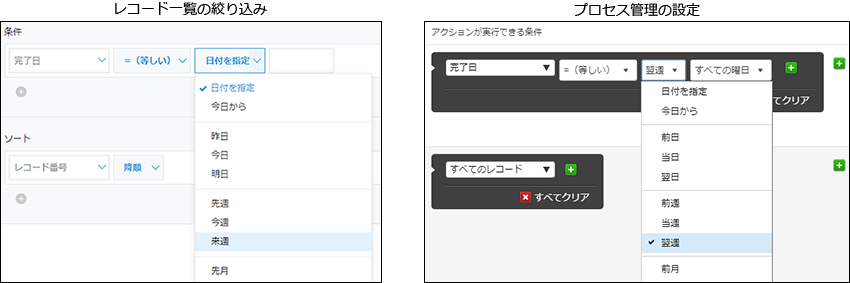 レコード一覧の絞り込み
条件
完了日
=（等しい）
日付を指定
日付を指定
今日から
昨日
今日
明日
ソート
レコード番号
降順
先週
今週
来週
先月
プロセス管理の設定
アクションが実行できる条件
完了日
=（等しい）
翌週
すべての曜日
日付を指定
てクリア
今日から
前日
当日
翌日
すべてのレコード
すべてクリア
前週
当週
翌週
前月